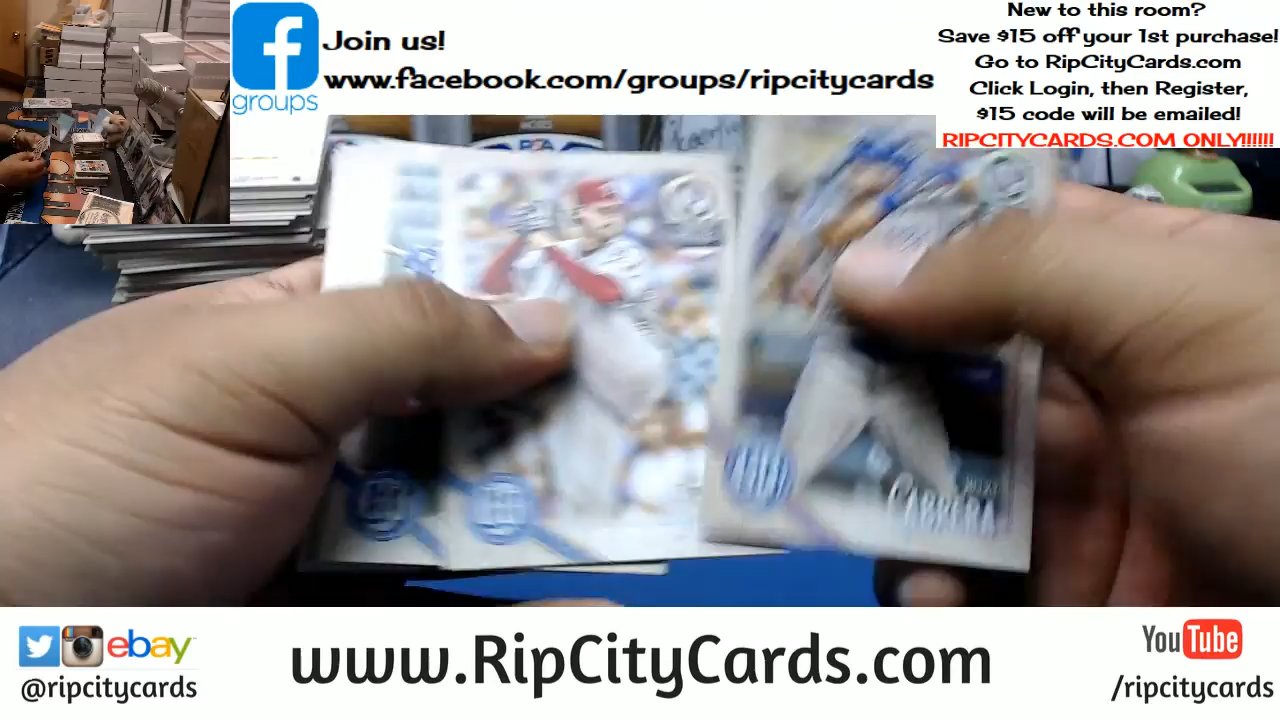 Join us!
www.facebook.com/groups/ripcitycards
groups
New to this room?
Save $15 off your 1st purchase!
Go to RipCityCards.com
Click Login, then Register,
$15 code will be emailed!
RIPCITYCARDS.COM ONLY!!!!!!
PSA
CABRERA
ebay
@ripcitycards
www.RipCityCards.com
YouTube
/ripcitycards